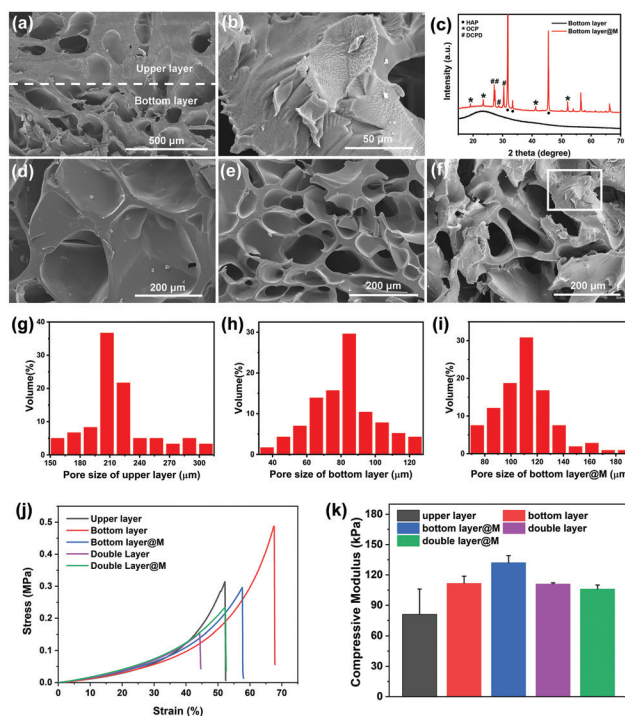 (a)
Upper layer
Bottom layer
500 μm
(b)
50 μm
(c)
● HAP
* OCP
# DCPD
Bottom layer
Bottom layer@M
Intensity (a.u.)
* * ## # # * *
20 30 40 50 60 70
2 theta (degree)
(d)
200 μm
(e)
200 μm
(f)
200 μm
(g)
Volume(%)
40
30
20
10
0
150 180 210 240 270 300
Pore size of upper layer (μm)
(h)
Volume(%)
30
20
10
0
40 60 80 100 120
Pore size of bottom layer (μm)
(i)
Volume(%)
30
20
10
0
80 100 120 140 160 180
Pore size of bottom layer@M (μm
(j)
Upper layer
Bottom layer
Bottom layer@M
Double Layer
Double Layer@M
Stress (MPa)
0.5
0.4
0.3
0.2
0.1
0.0
0 10 20 30 40 50 60 70
Strain (%)
(k)
upper layer
bottom layer
bottom layer@M
double layer
double layer@M
Compressive Modulus (kPa)
180
150
120
90
60
30
0